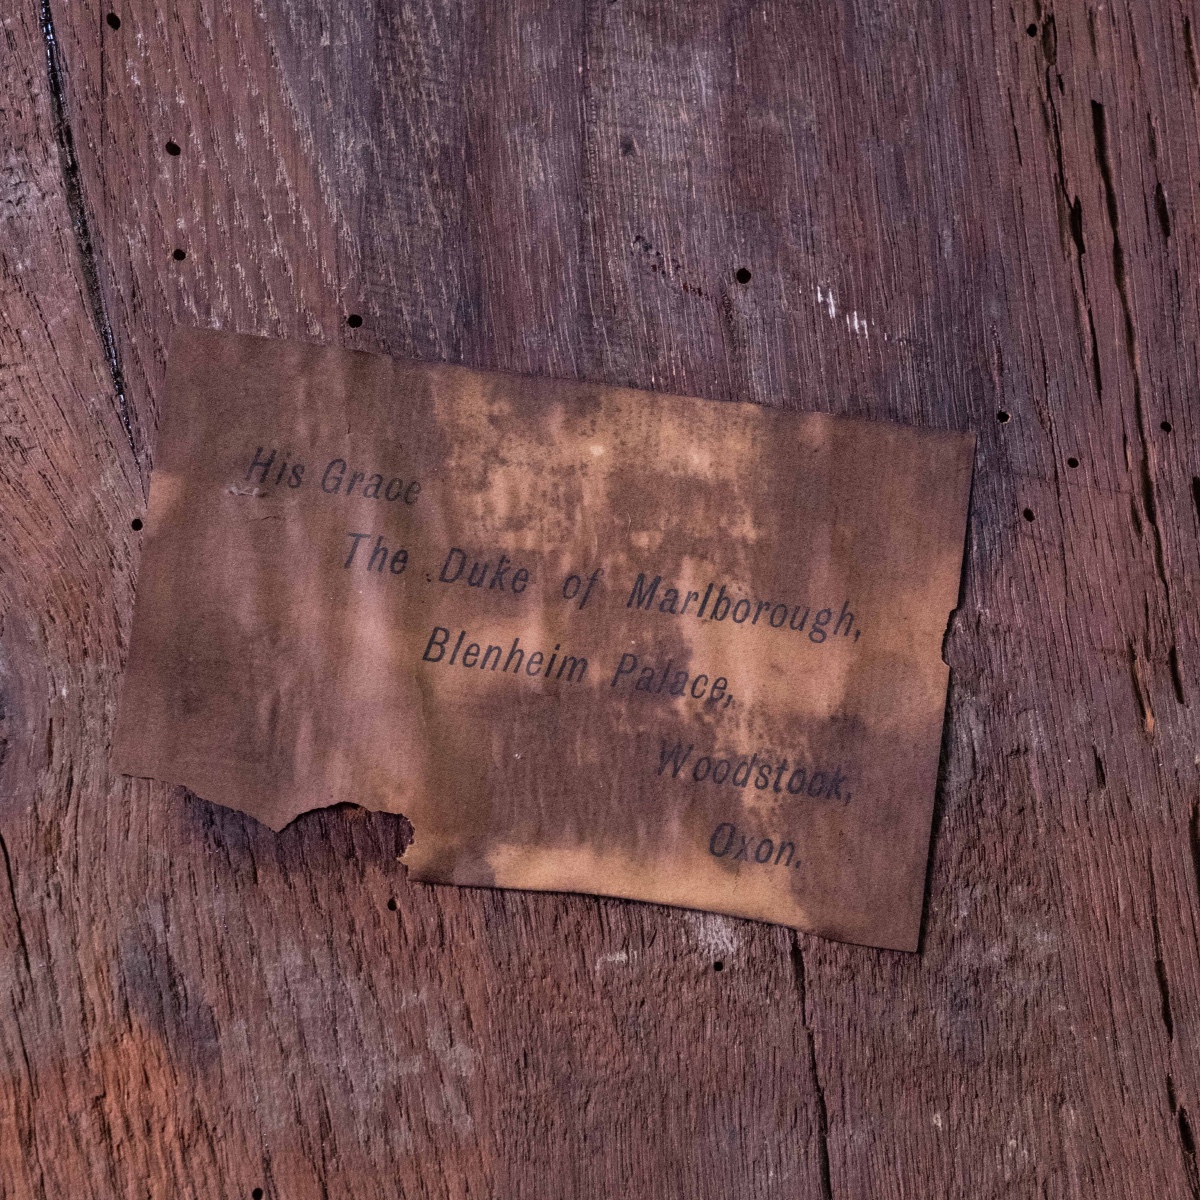 His Grace
The Duke of Marlborough,
Blenheim Palace,
Woodstock,
Oxon.